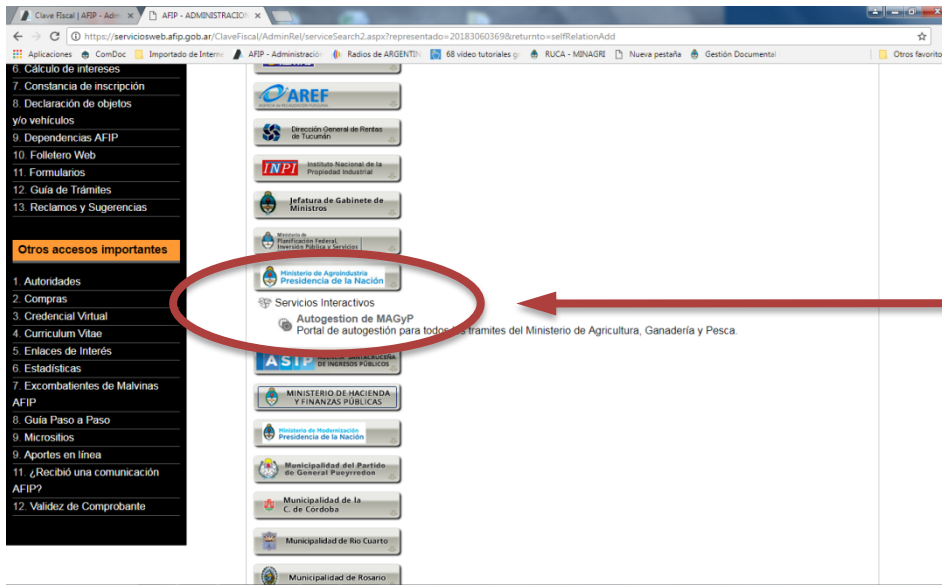 Clave Fiscal | AFIP - Adm
AFIP - ADMINISTRACION
https://serviciosweb.afip.gob.ar/ClaveFiscal/AdminRel/serviceSearch2.aspx?representado=20183060369&returnto=selfRelationAdd
Aplicaciones ComDoc Importado de Interne AFIP - Administració Radios de ARGENTIN 68 video tutoriales g RUCA - MINAGRI Nueva pestaña Gestión Documental Otros favorito
6. Cálculo de intereses
7. Constancia de inscripción
8. Declaración de objetos
y/o vehículos
9. Dependencias AFIP
10. Folletero Web
11. Formularios
12. Guía de Trámites
13. Reclamos y Sugerencias
Otros accesos importantes
1. Autoridades
2. Compras
3. Credencial Virtual
4. Curriculum Vitae
5. Enlaces de Interés
6. Estadísticas
7. Excombatientes de Malvinas
AFIP
8. Guía Paso a Paso
9. Micrositios
9. Aportes en línea
11. ¿Recibió una comunicación
AFIP?
12. Validez de Comprobante
AREF
Dirección General de Rentas
de Tucumán
INPI Instituto Nacional de la
Propiedad Industrial
Jefatura de Gabinete de
Ministros
Ministerio de
Planificación Federal,
Inversión Pública y Servicios
Ministerio de Agroindustria
Presidencia de la Nación
Servicios Interactivos
Autogestion de MAGyP
Portal de autogestión para todos los tramites del Ministerio de Agricultura, Ganadería y Pesca.
ASIP
DE INGRESOS PÚBLICOS
MINISTERIO DE HACIENDA
Y FINANZAS PÚBLICAS
Ministerio de Modernización
Presidencia de la Nación
Municipalidad del Partido
de General Pueyrredon
Municipalidad de la
C. de Córdoba
Municipalidad de Rio Cuarto
Municipalidad de Rosario